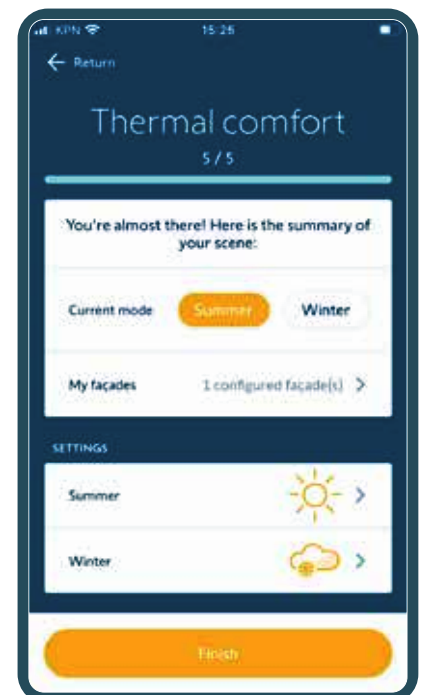 KPN 15:26
← Return
Thermal comfort
5 / 5
You're almost there! Here is the summary of
your scene:
Current mode Summer Winter
My façades 1 configured façade(s) >
SETTINGS
Summer >
Winter >
Finish